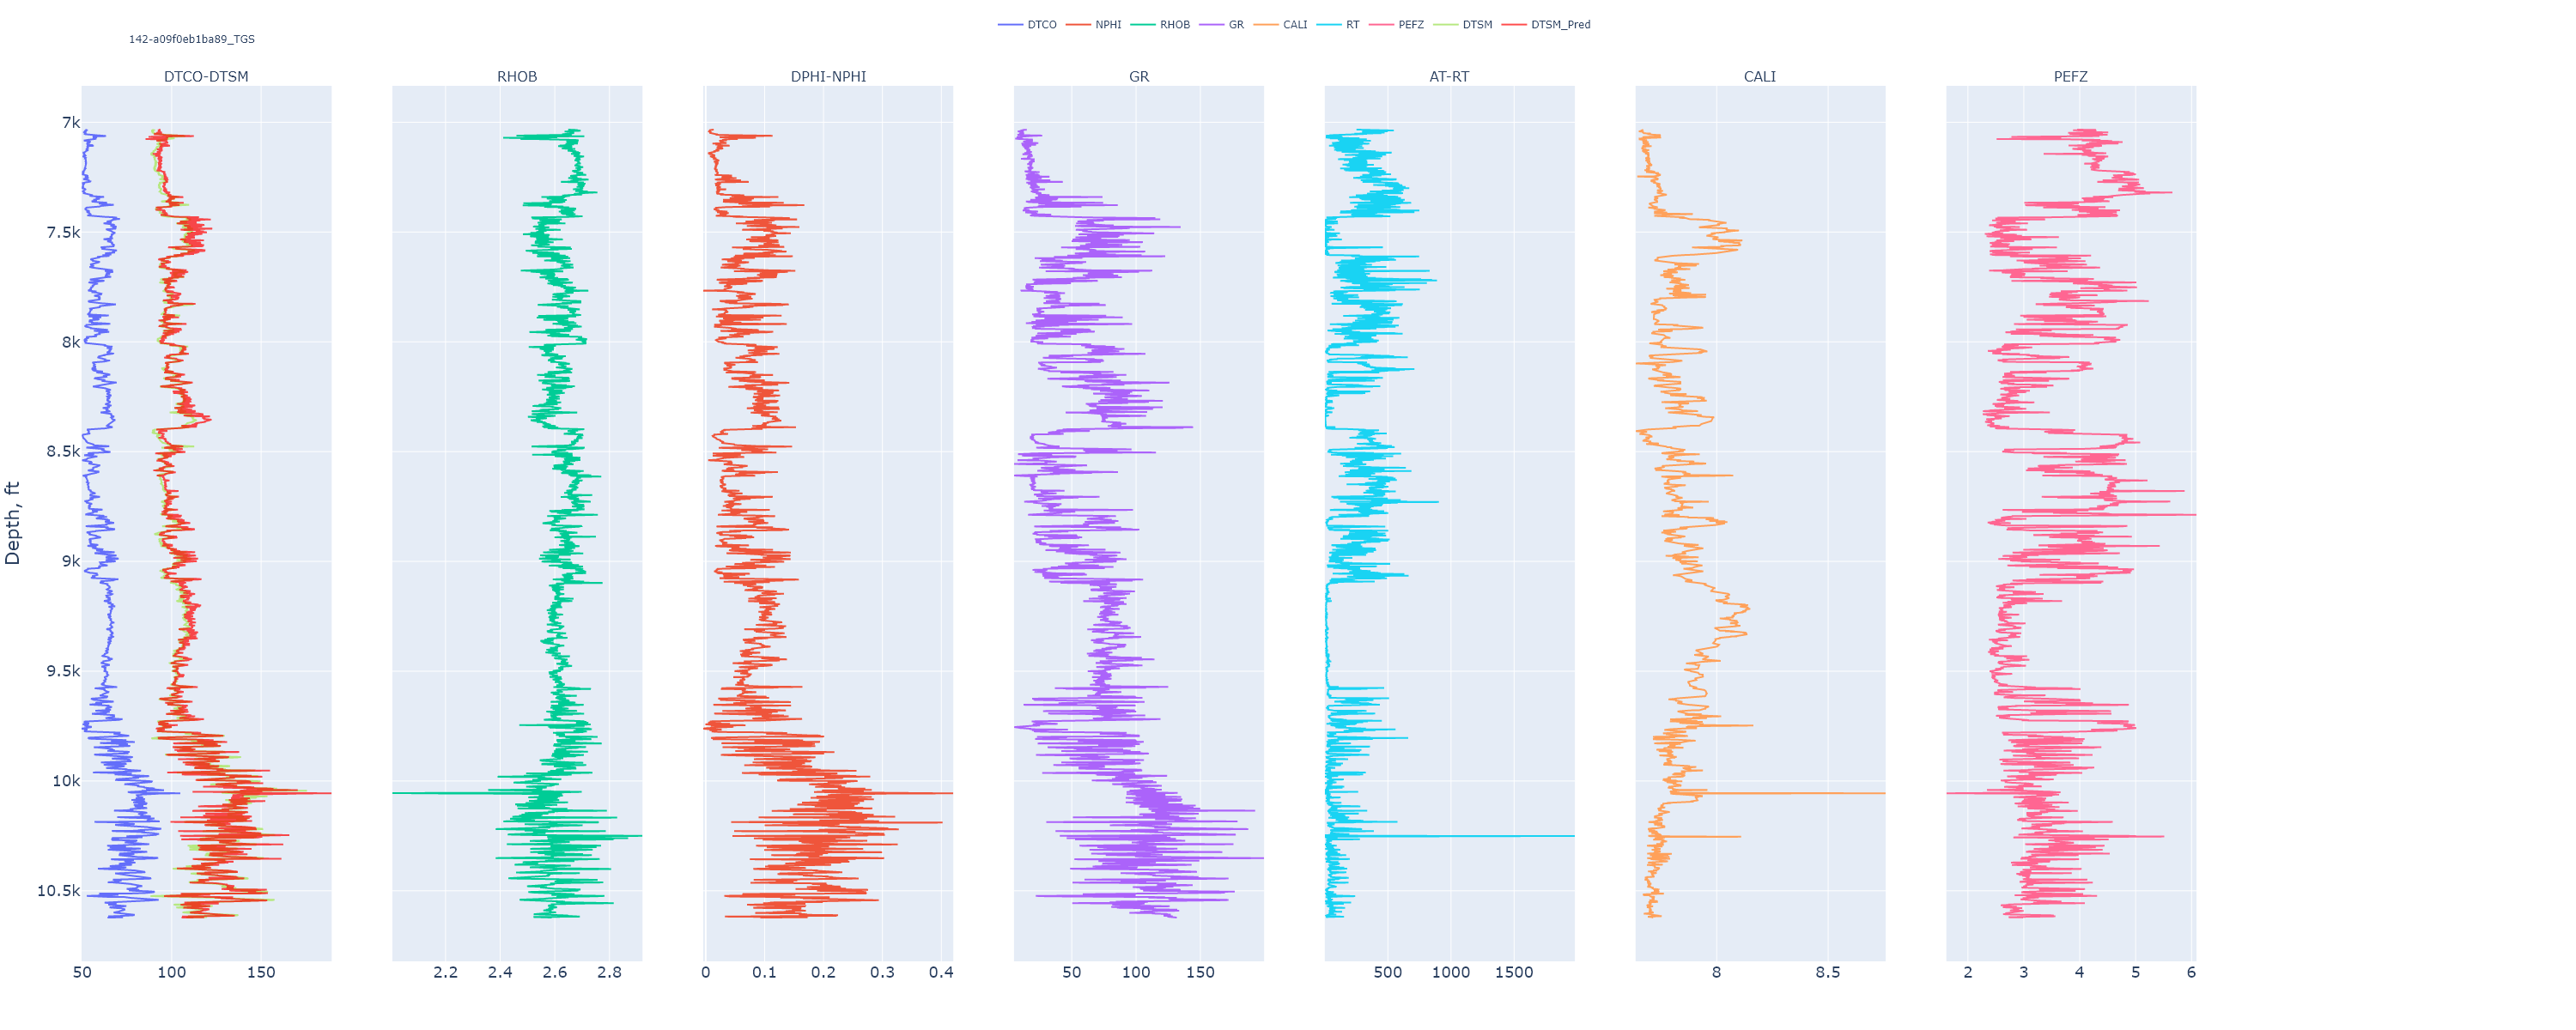 DTCO NPHI RHOB GR CALI RT PEFZ DTSM DTSM_Pred
142-a09f0eb1ba89_TGS
DTCO-DTSM RHOB DPHI-NPHI GR AT-RT CALI PEFZ
7k
7.5k
8k
8.5k
Depth, ft
9k
9.5k
10k
10.5k
50 100 150 2.2 2.4 2.6 2.8 0 0.1 0.2 0.3 0.4 50 100 150 500 1000 1500 8 8.5 2 3 4 5 6